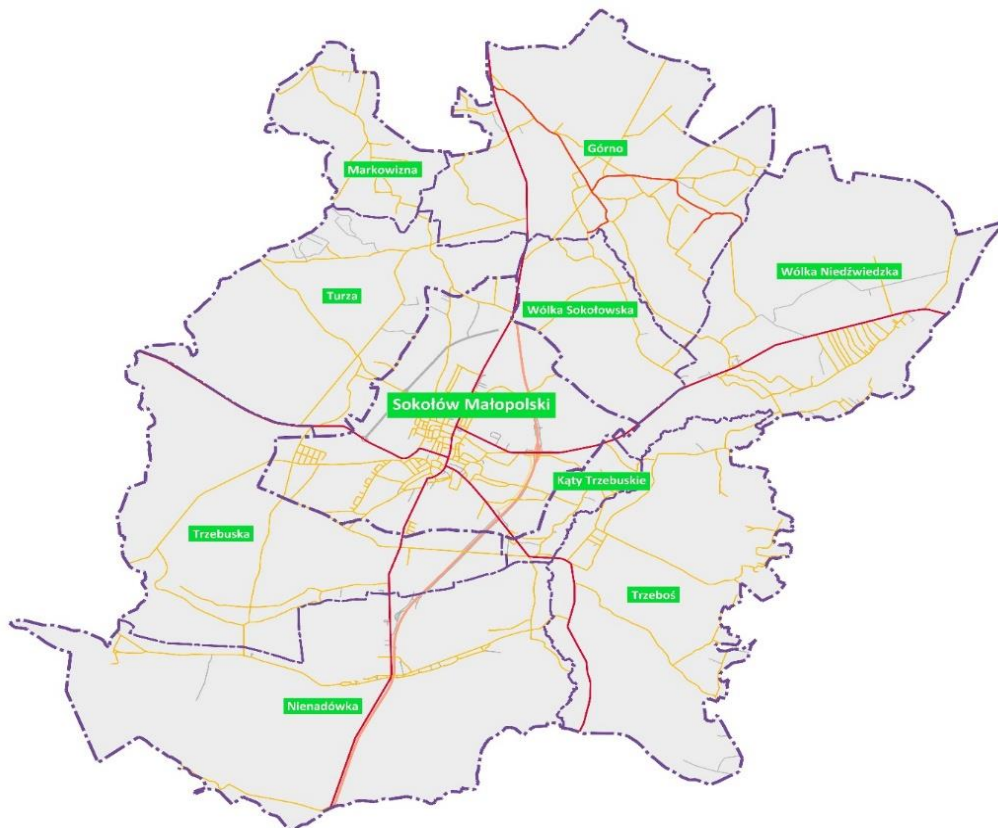 Górno
Markowizna
Wólka Niedźwiedzka
Turza
Wólka Sokołowska
Sokołów Małopolski
Kąty Trzebuskie
Trzebuska
Trzeboś
Nienadówka